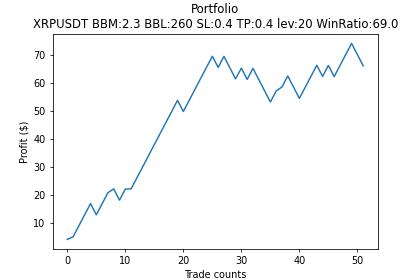 Portfolio
XRPUSDT BBM:2.3 BBL:260 SL:0.4 TP:0.4 lev:20 WinRatio:69.0
70
60
50
40
30
20
10
Profit ($)
0 10 20 30 40 50
Trade counts